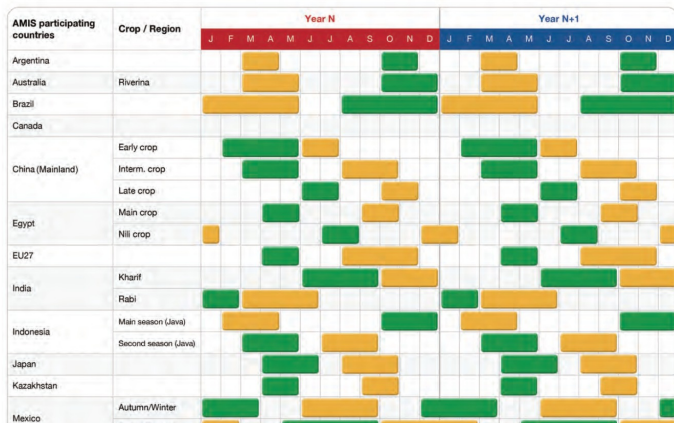 AMIS participating
countries
Crop / Region
Year N
Year N+1
J F M A M J J A S O N D J F M A M J J A S O N D
Argentina
Australia Riverina
Brazil
Canada
China (Mainland)
Early crop
Interm. crop
Late crop
Egypt
Main crop
Nili crop
EU27
India
Kharif
Rabi
Indonesia
Main season (Java)
Second season (Java)
Japan
Kazakhstan
Mexico
Autumn/Winter